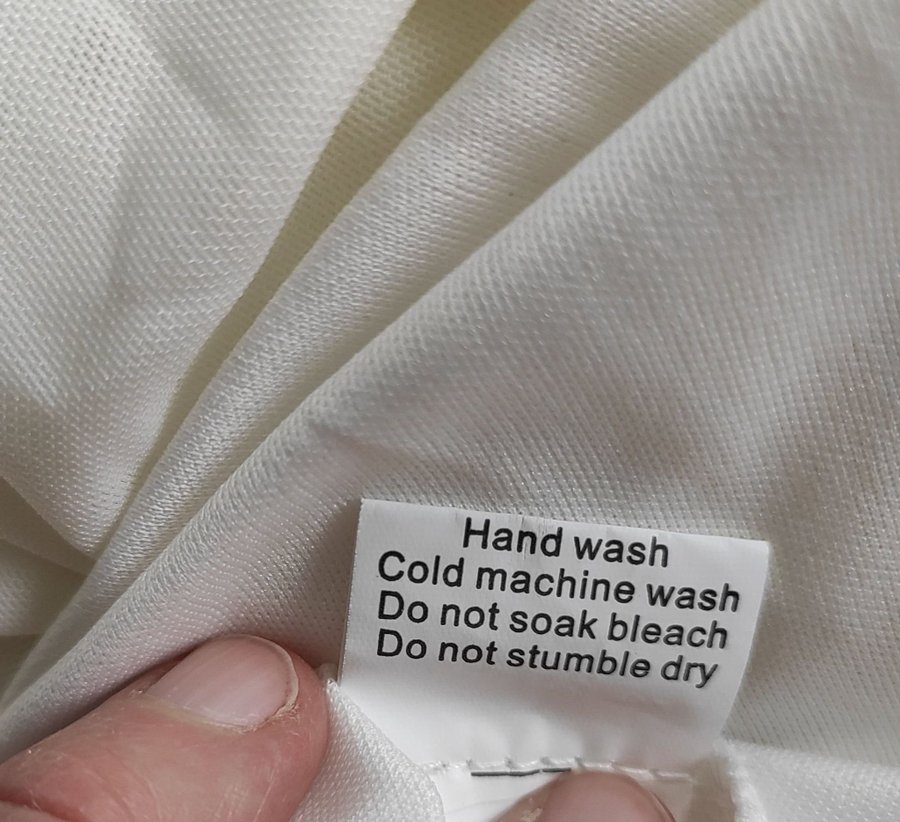 Hand wash
Cold machine wash
Do not soak bleach
Do not stumble dry